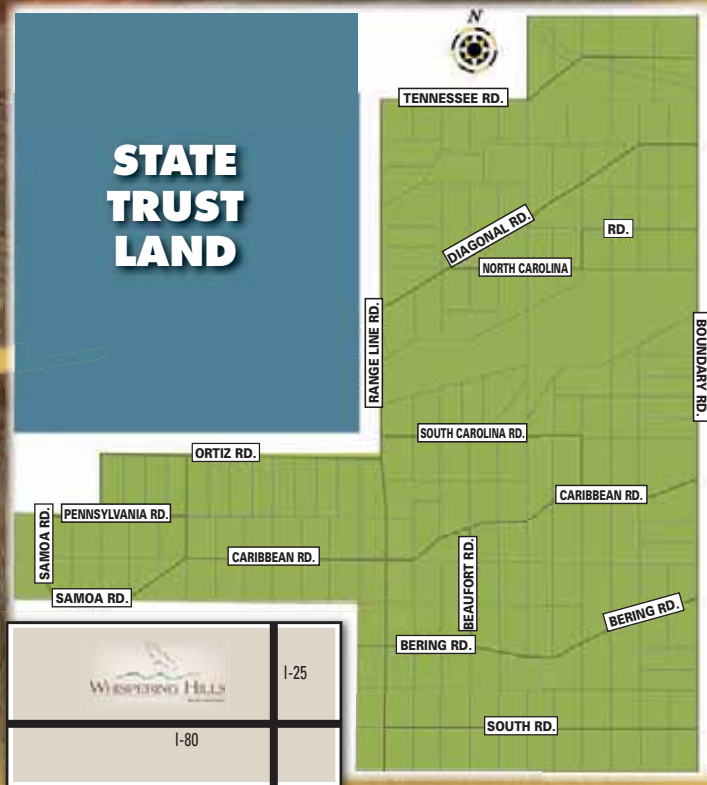 N
TENNESSEE RD.
STATE
TRUST
LAND
DIAGONAL RD.
RD.
NORTH CAROLINA
RANGE LINE RD.
BOUNDARY RD.
SOUTH CAROLINA RD.
ORTIZ RD.
CARIBBEAN RD.
PENNSYLVANIA RD.
SAMOA RD.
CARIBBEAN RD.
BEAUFORT RD.
SAMOA RD.
BERING RD.
BERING RD.
WHISPERING HILLS
I-25
SOUTH RD.
I-80